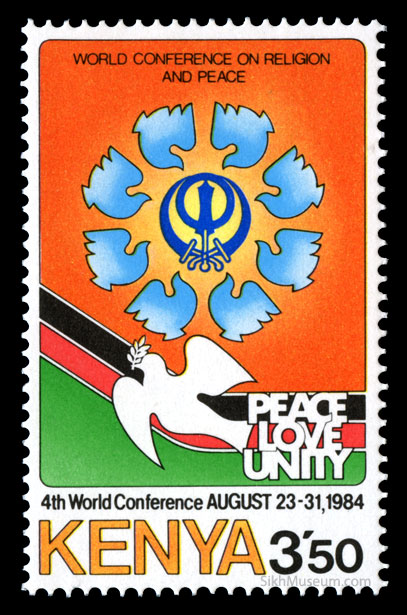 WORLD CONFERENCE ON RELIGION
AND PEACE
PEACE
LOVE
UNITY
4th World Conference AUGUST 23-31,1984
KENYA 3'50
SikhMuseum.com